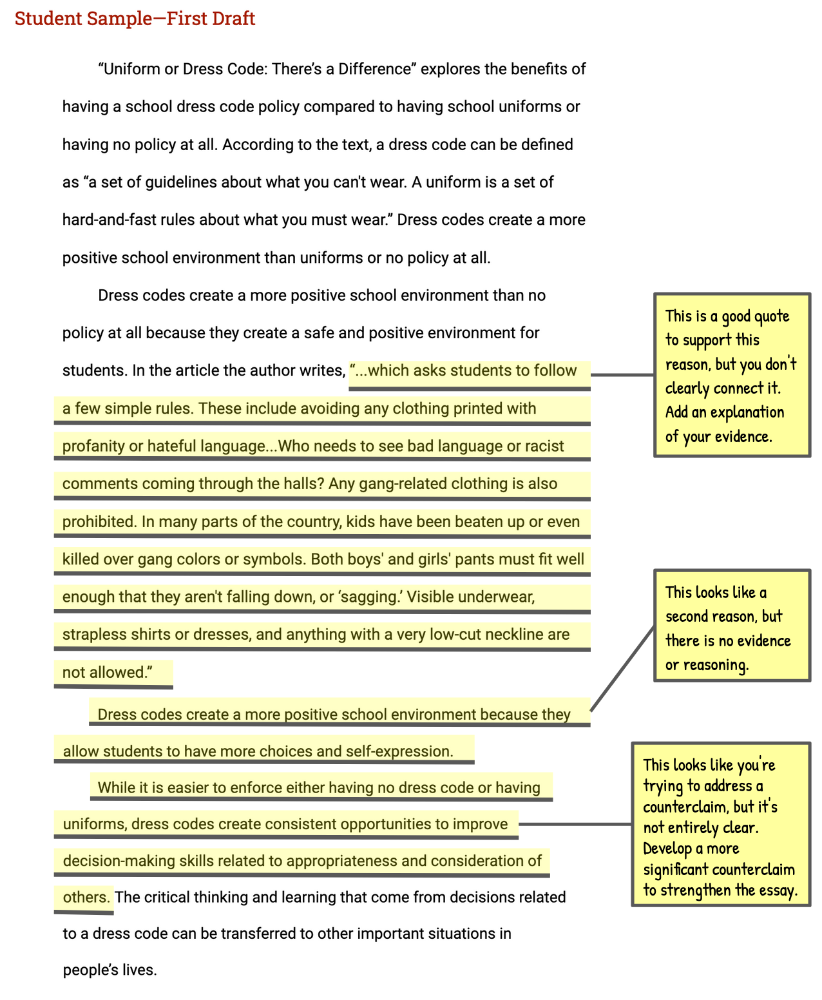 Student Sample—First Draft
“Uniform or Dress Code: There’s a Difference” explores the benefits of
having a school dress code policy compared to having school uniforms or
having no policy at all. According to the text, a dress code can be defined
as “a set of guidelines about what you can't wear. A uniform is a set of
hard-and-fast rules about what you must wear.” Dress codes create a more
positive school environment than uniforms or no policy at all.
Dress codes create a more positive school environment than no
policy at all because they create a safe and positive environment for
students. In the article the author writes, “...which asks students to follow
a few simple rules. These include avoiding any clothing printed with
profanity or hateful language...Who needs to see bad language or racist
comments coming through the halls? Any gang-related clothing is also
prohibited. In many parts of the country, kids have been beaten up or even
killed over gang colors or symbols. Both boys' and girls' pants must fit well
enough that they aren't falling down, or ‘sagging.’ Visible underwear,
strapless shirts or dresses, and anything with a very low-cut neckline are
not allowed.”
Dress codes create a more positive school environment because they
allow students to have more choices and self-expression.
While it is easier to enforce either having no dress code or having
uniforms, dress codes create consistent opportunities to improve
decision-making skills related to appropriateness and consideration of
others. The critical thinking and learning that come from decisions related
to a dress code can be transferred to other important situations in
people’s lives.
This is a good quote
to support this
reason, but you don't
clearly connect it.
Add an explanation
of your evidence.
This looks like a
second reason, but
there is no evidence
or reasoning.
This looks like you're
trying to address a
counterclaim, but it's
not entirely clear.
Develop a more
significant counterclaim
to strengthen the essay.